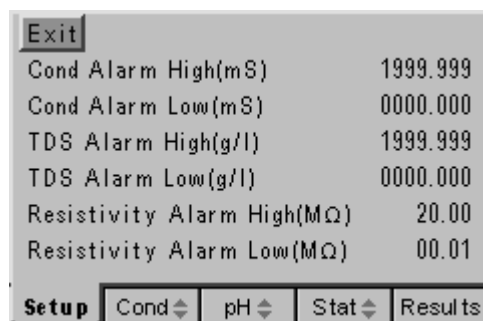 Exit
Cond Alarm High(mS) 1999.999
Cond Alarm Low(mS) 0000.000
TDS Alarm High(g/l) 1999.999
TDS Alarm Low(g/l) 0000.000
Resistivity Alarm High(MΩ) 20.00
Resistivity Alarm Low(MΩ) 00.01
Setup Cond pH Stat Results